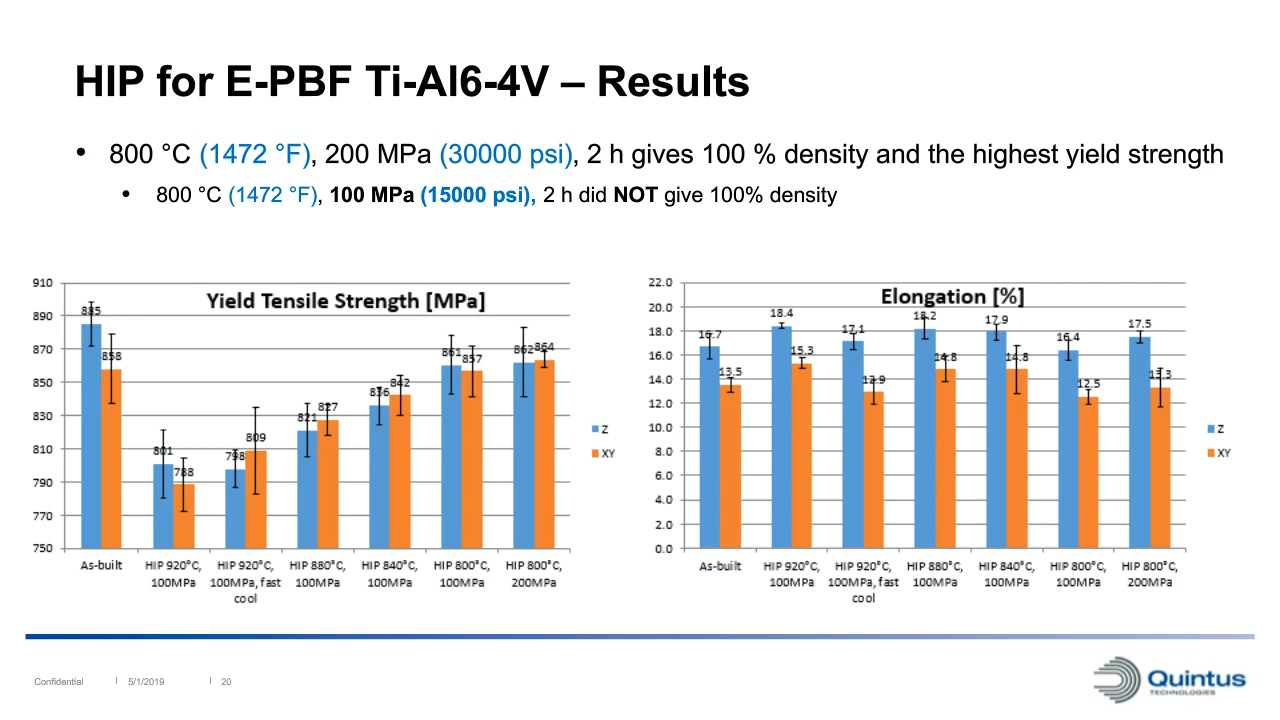 HIP for E-PBF Ti-Al6-4V – Results
• 800 °C (1472 °F), 200 MPa (30000 psi), 2 h gives 100 % density and the highest yield strength
• 800 °C (1472 °F), 100 MPa (15000 psi), 2 h did NOT give 100% density
Yield Tensile Strength [MPa]
910
890
870
850
830
810
790
770
750
885
858
801
788
798
809
821
827
836
842
861
857
862
864
As-built
HIP 920°C, 100MPa
HIP 920°C, 100MPa, fast cool
HIP 880°C, 100MPa
HIP 840°C, 100MPa
HIP 800°C, 100MPa
HIP 800°C, 200MPa
Z
XY
Elongation [%]
22.0
20.0
18.0
16.0
14.0
12.0
10.0
8.0
6.0
4.0
2.0
0.0
16.7
13.5
18.4
15.3
17.1
12.9
18.2
14.8
17.9
14.8
16.4
12.5
17.5
13.3
As-built
HIP 920°C, 100MPa
HIP 920°C, 100MPa, fast cool
HIP 880°C, 100MPa
HIP 840°C, 100MPa
HIP 800°C, 100MPa
HIP 800°C, 200MPa
Z
XY
Confidential | 5/1/2019 | 20
Quintus
TECHNOLOGIES